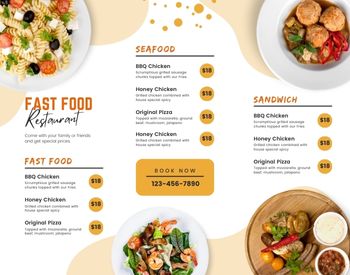 FAST FOOD
Restaurant
Come with your family or friends
and get special prices
FAST FOOD
BBQ Chicken
Scrumptious grilled sausage
chunks topped with our fries
$18
Honey Chicken
Grilled chicken combined with
house special spicy
$18
Original Pizza
Topped with mozzarella, ground
beef, mushroom, jalapeno
$18
SEAFOOD
BBQ Chicken
Scrumptious grilled sausage
chunks topped with our fries
$18
Honey Chicken
Grilled chicken combined with
house special spicy
$18
Original Pizza
Topped with mozzarella, ground
beef, mushroom, jalapeno
$18
Honey Chicken
Grilled chicken combined with
house special spicy
$18
BOOK NOW
123-456-7890
SANDWICH
BBQ Chicken
Scrumptious grilled sausage
chunks topped with our fries
$18
Honey Chicken
Grilled chicken combined with
house special spicy
$18
Original Pizza
Topped with mozzarella, ground
beef, mushroom, jalapeno
$18